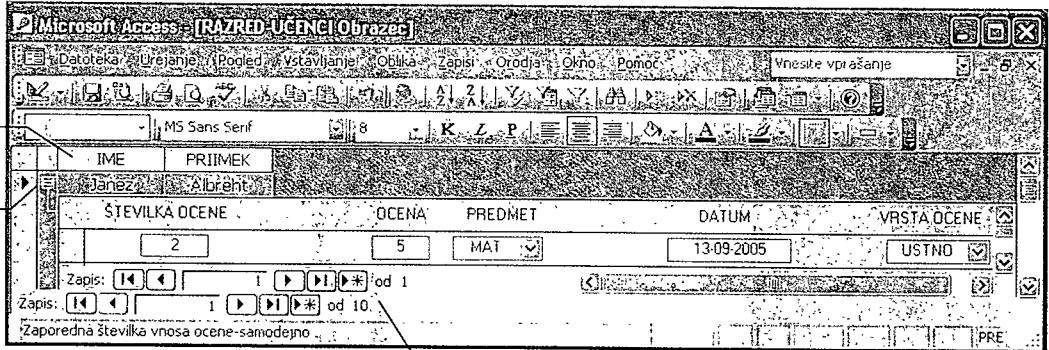 Microsoft Access - [RAZRED-UCENCI Obrazec]
Datoteka Urejanje Pogled Vstavljanje Oblika Zapisi Orodja Okno Pomoč Vnesite vprašanje
MS Sans Serif 8 K L P A
IME PRIIMEK
Janez Albreht
ŠTEVILKA OCENE OCENA PREDMET DATUM VRSTA OCENE
2 5 MAT 13-09-2005 USTNO
Zapis: 1 od 1
Zapis: 1 od 10
Zaporedna številka vnosa ocene-samodejno PRE